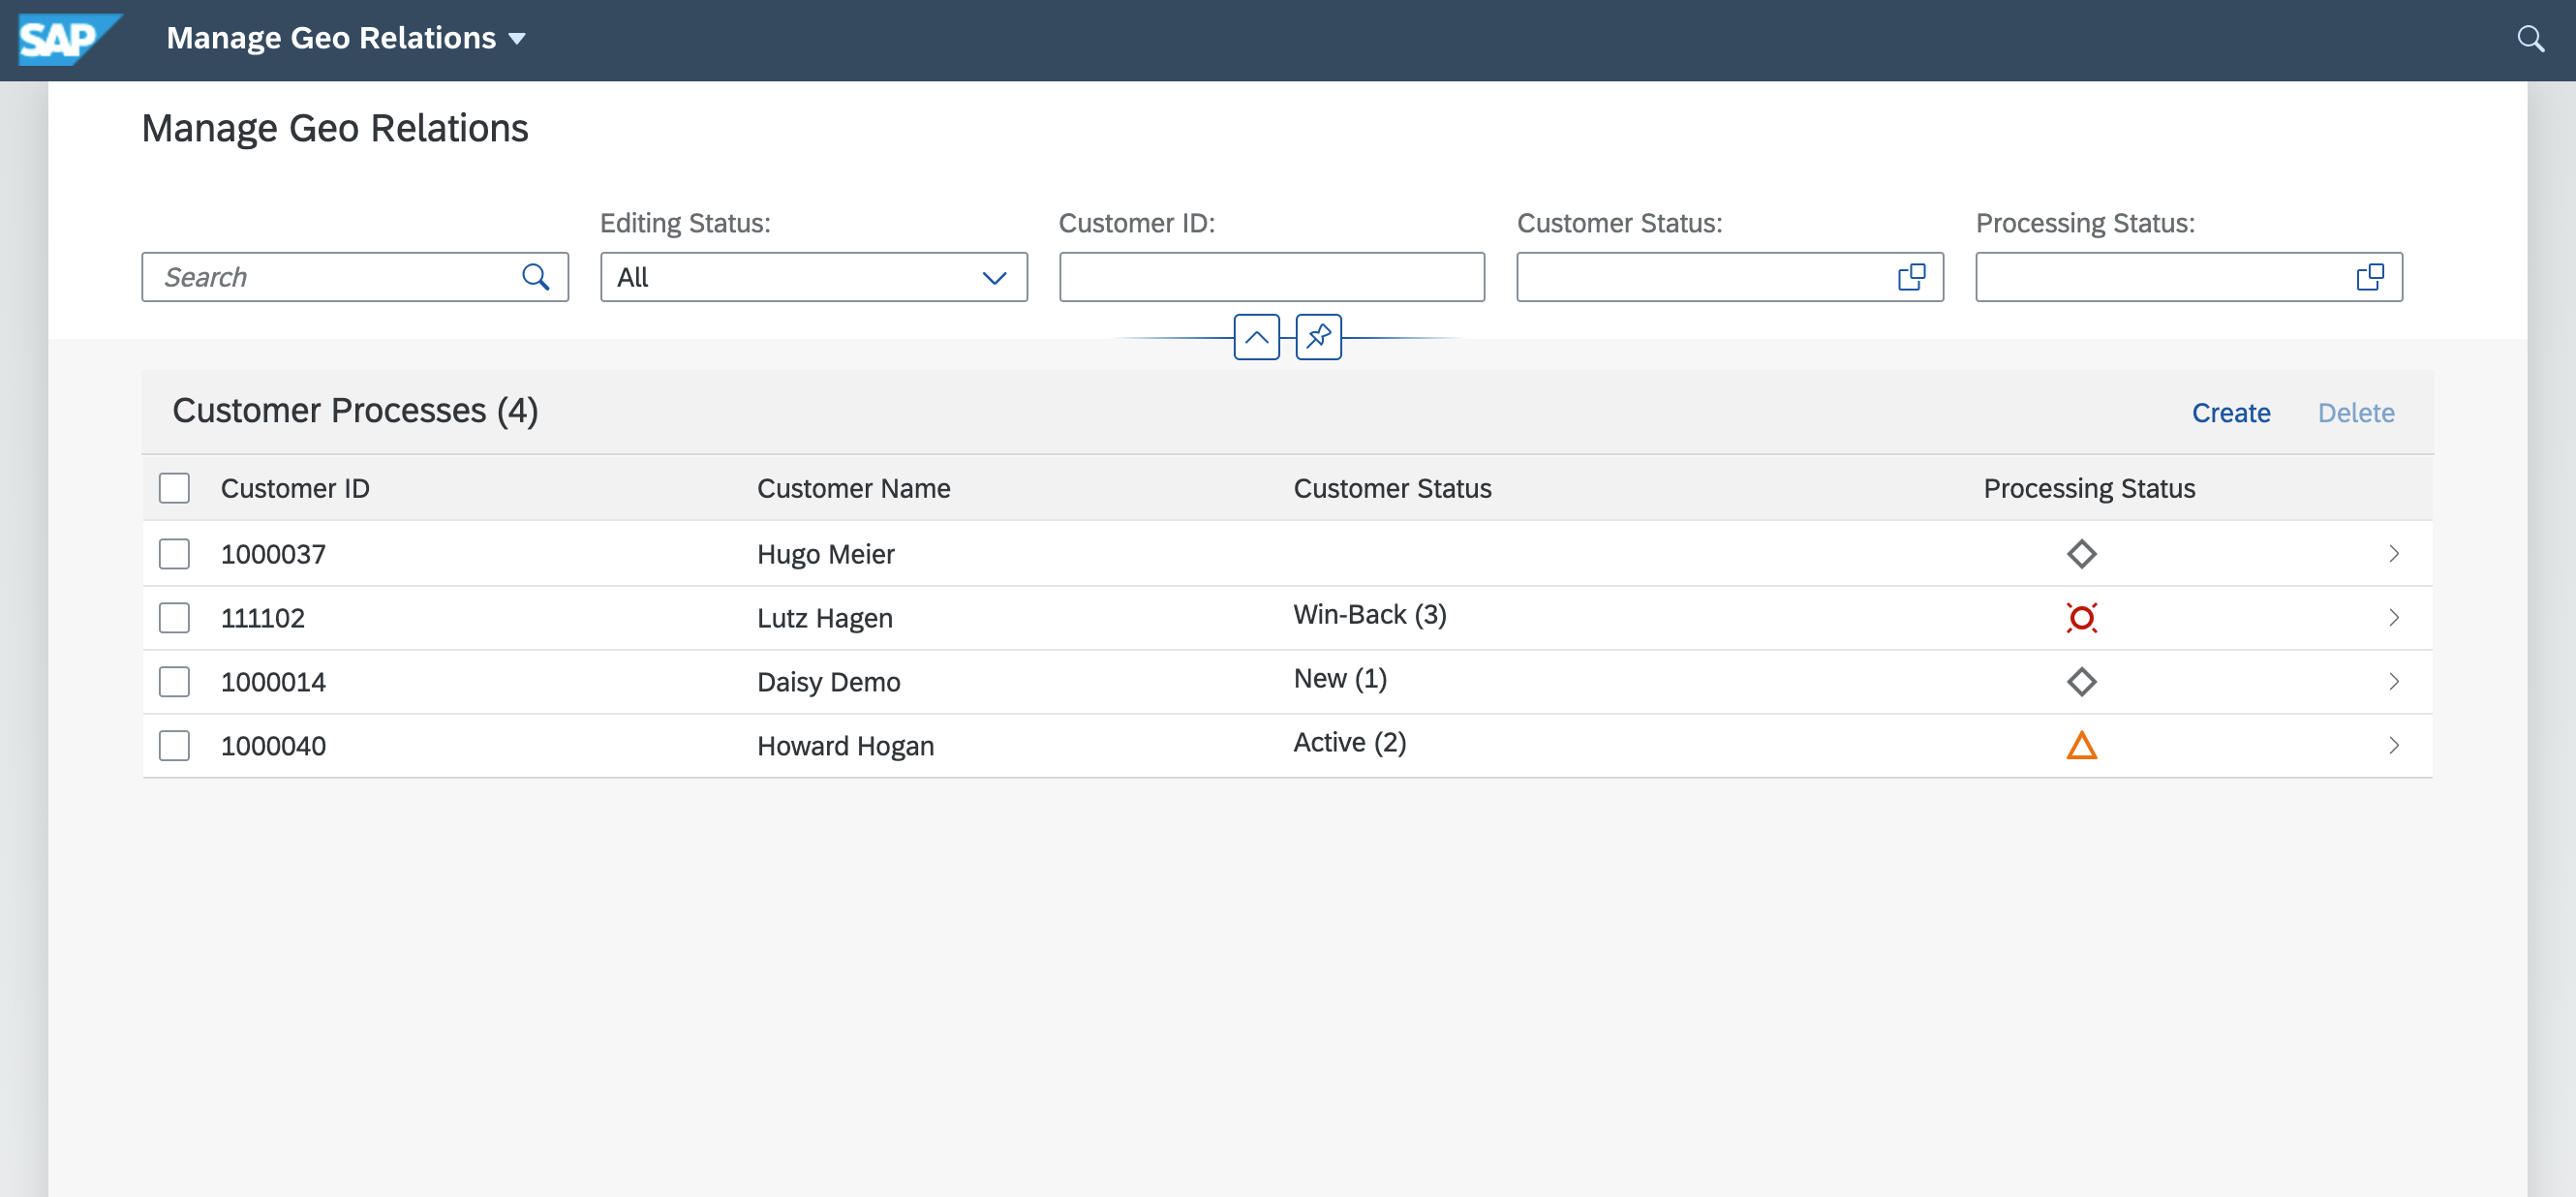 SAP Manage Geo Relations
Manage Geo Relations
Editing Status: Customer ID: Customer Status: Processing Status:
Search All
Customer Processes (4) Create Delete
Customer ID Customer Name Customer Status Processing Status
1000037 Hugo Meier
111102 Lutz Hagen Win-Back (3)
1000014 Daisy Demo New (1)
1000040 Howard Hogan Active (2)